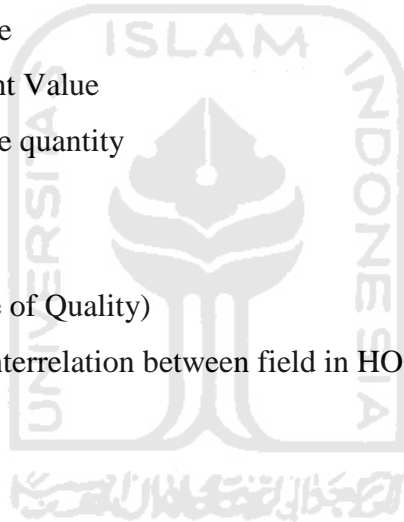 e
ISLAM
nt Value
e quantity
UNIVERSITAS
INDONESIA
e of Quality)
nterrelation between field in HO